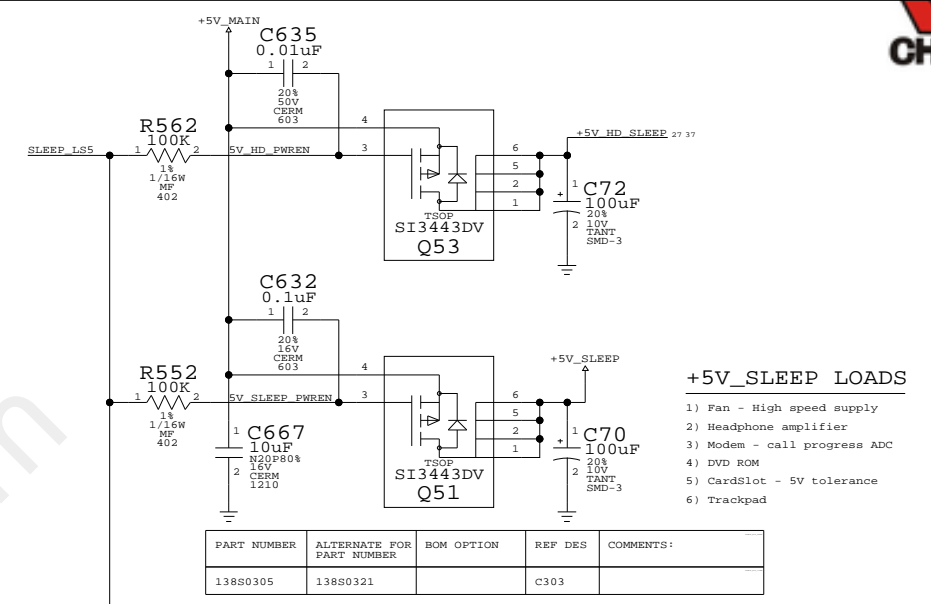 +5V_MAIN
C635
0.01uF
1 2
20%
50V
CERM
603
CH
SLEEP_LS5
R562
100K
1 2
1%
1/16W
MF
402
5V_HD_PWREN
4
3
TSOP
SI3443DV
Q53
6
5
2
1
+5V_HD_SLEEP 27 37
+
1
C72
100uF
20%
10V
TANT
SMD-3
2
C632
0.1uF
1 2
20%
16V
CERM
603
R552
100K
1 2
1%
1/16W
MF
402
5V_SLEEP_PWREN
4
3
1
C667
10uF
N20P80%
16V
CERM
1210
2
TSOP
SI3443DV
Q51
6
5
2
1
+5V_SLEEP
+
1
C70
100uF
20%
10V
TANT
SMD-3
2
+5V_SLEEP LOADS
1) Fan - High speed supply
2) Headphone amplifier
3) Modem - call progress ADC
4) DVD ROM
5) CardSlot - 5V tolerance
6) Trackpad
PART NUMBER ALTERNATE FOR PART NUMBER BOM OPTION REF DES COMMENTS:
138S0305 138S0321 C303